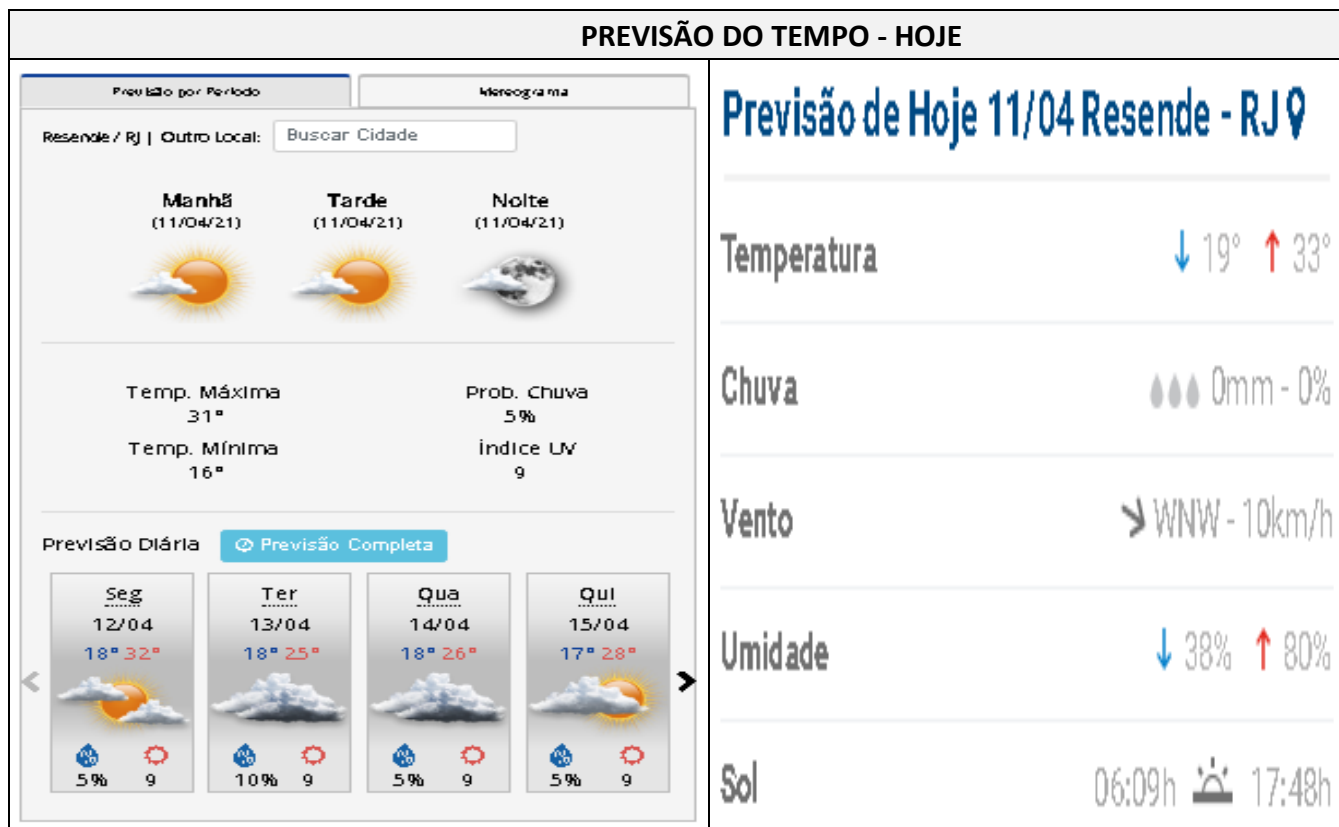 PREVISÃO DO TEMPO - HOJE
Previsão por Período
Meteograma
Resende / RJ | Outro Local: Buscar Cidade
Manhã Tarde Noite
(11/04/21) (11/04/21) (11/04/21)
Temp. Máxima Prob. Chuva
31° 5%
Temp. Mínima Índice UV
16° 9
Previsão Diária Previsão Completa
Seg Ter Qua Qui
12/04 13/04 14/04 15/04
18° 32° 18° 25° 18° 26° 17° 28°
5% 9 10% 9 5% 9 5% 9
Previsão de Hoje 11/04 Resende - RJ
Temperatura 19° 33°
Chuva 0mm - 0%
Vento WNW - 10km/h
Umidade 38% 80%
Sol 06:09h 17:48h